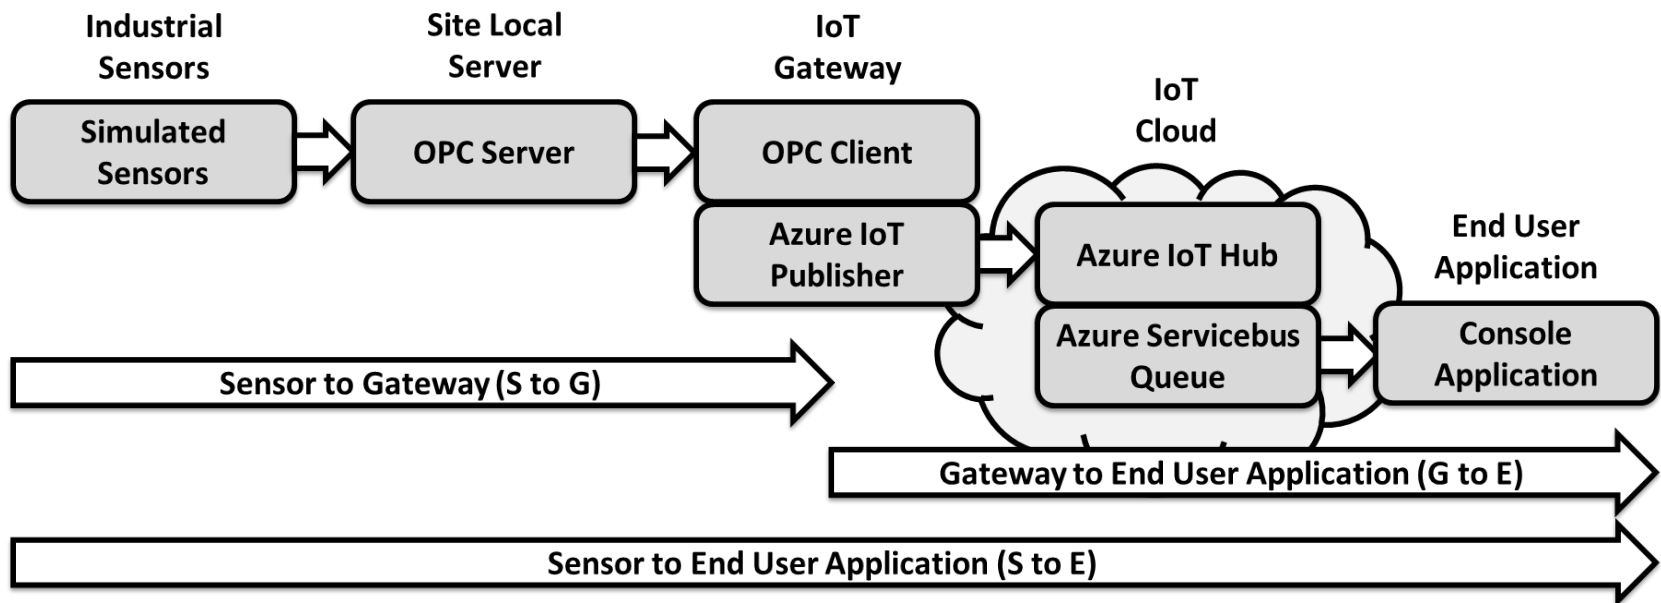 Industrial
Sensors
Site Local
Server
IoT
Gateway
IoT
Cloud
End User
Application
Simulated
Sensors
OPC Server
OPC Client
Azure IoT
Publisher
Azure IoT Hub
Azure Servicebus
Queue
Console
Application
Sensor to Gateway (S to G)
Gateway to End User Application (G to E)
Sensor to End User Application (S to E)